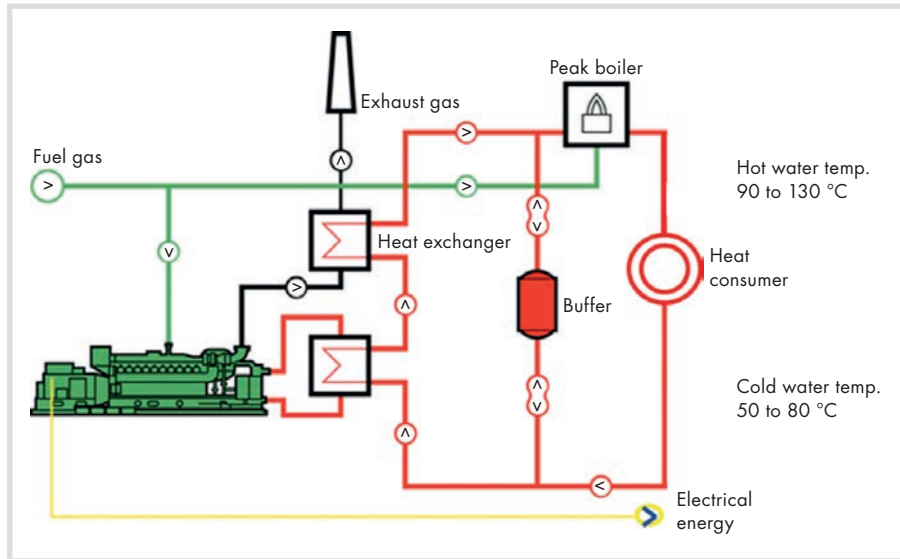 Peak boiler
Exhaust gas
Fuel gas
Hot water temp.
90 to 130 °C
Heat exchanger
Heat
consumer
Buffer
Cold water temp.
50 to 80 °C
Electrical
energy